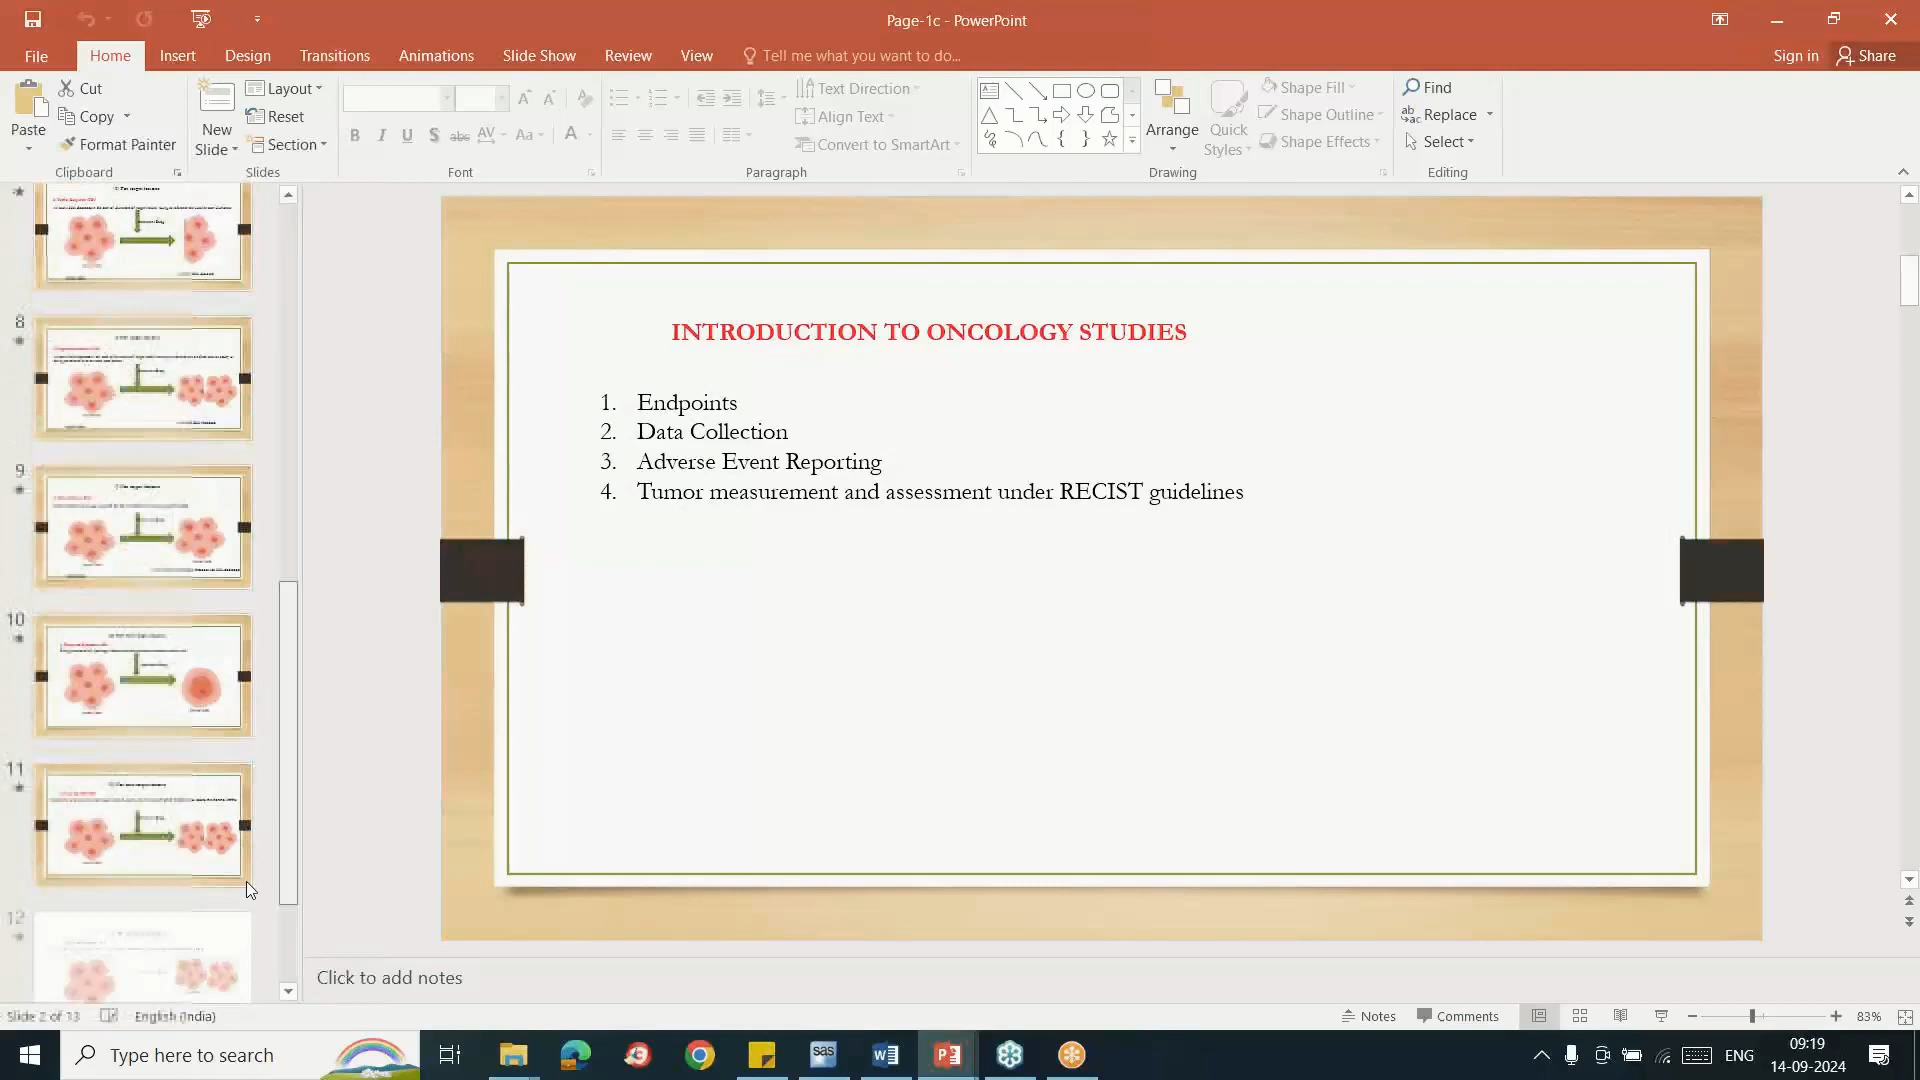 Page-1c - PowerPoint
File
Home
Insert
Design
Transitions
Animations
Slide Show
Review
View
Tell me what you want to do...
Sign in
Share
Paste
Cut
Copy
Format Painter
Clipboard
New
Slide
Layout
Reset
Section
Slides
Font
Text Direction
Align Text
Convert to SmartArt
Paragraph
Arrange
Quick
Styles
Shape Fill
Shape Outline
Shape Effects
Drawing
Find
Replace
Select
Editing
8
9
10
11
12
INTRODUCTION TO ONCOLOGY STUDIES
1. Endpoints
2. Data Collection
3. Adverse Event Reporting
4. Tumor measurement and assessment under RECIST guidelines
Click to add notes
Slide 2 of 13
English (India)
Notes
Comments
83%
Type here to search
ENG
09:19
14-09-2024